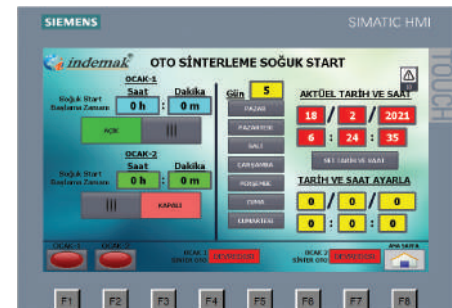 SIEMENS
SIMATIC HMI
TOUCH
indemak
OTO SİNTERLEME SOĞUK START
OCAK-1
Saat Dakika
Soğuk Start
Başlama Zamanı
0 h : 0 m
AÇIK
OCAK-2
Saat Dakika
Soğuk Start
Başlama Zamanı
0 h : 0 m
KAPALI
Gün 5
PAZAR
PAZARTESİ
SALI
ÇARŞAMBA
PERŞEMBE
CUMA
CUMARTESİ
AKTÜEL TARİH VE SAAT
18 / 2 / 2021
6 : 24 : 35
SET TARİH VE SAAT
TARİH VE SAAT AYARLA
0 / 0 / 0
0 : 0 : 0
OCAK-1
OCAK-2
OCAK 1
SİNTER OTO
DEVREDIŞI
OCAK 2
SİNTER OTO
DEVREDIŞI
ANA SAYFA
F1 F2 F3 F4 F5 F6 F7 F8